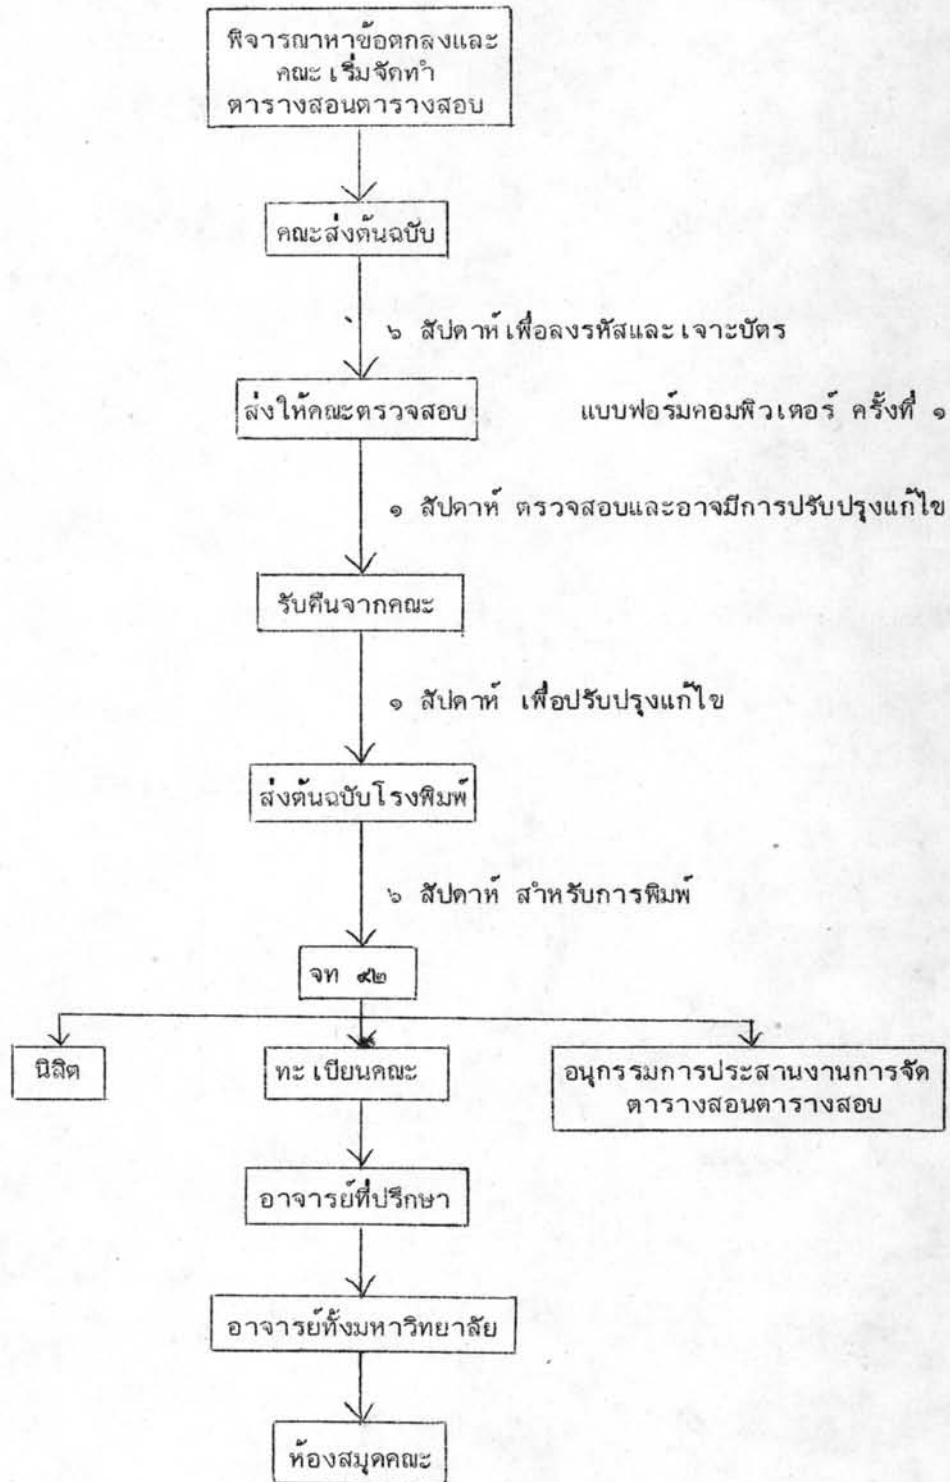 พิจารณาหาข้อตกลงและ
คณะเริ่มจัดทำ
ตารางสอนตารางสอบ
คณะส่งต้นฉบับ
๖ สัปดาห์เพื่อลงรหัสและเจาะบัตร
ส่งให้คณะตรวจสอบ
แบบฟอร์มคอมพิวเตอร์ ครั้งที่ ๑
๑ สัปดาห์ ตรวจสอบและอาจมีการปรับปรุงแก้ไข
รับคืนจากคณะ
๑ สัปดาห์ เพื่อปรับปรุงแก้ไข
ส่งต้นฉบับโรงพิมพ์
๖ สัปดาห์ สำหรับการพิมพ์
จท
นิสิต
ทะเบียนคณะ
อนุกรรมการประสานงานการจัด
ตารางสอนตารางสอบ
อาจารย์ที่ปรึกษา
อาจารย์ทั้งมหาวิทยาลัย
ห้องสมุดคณะ